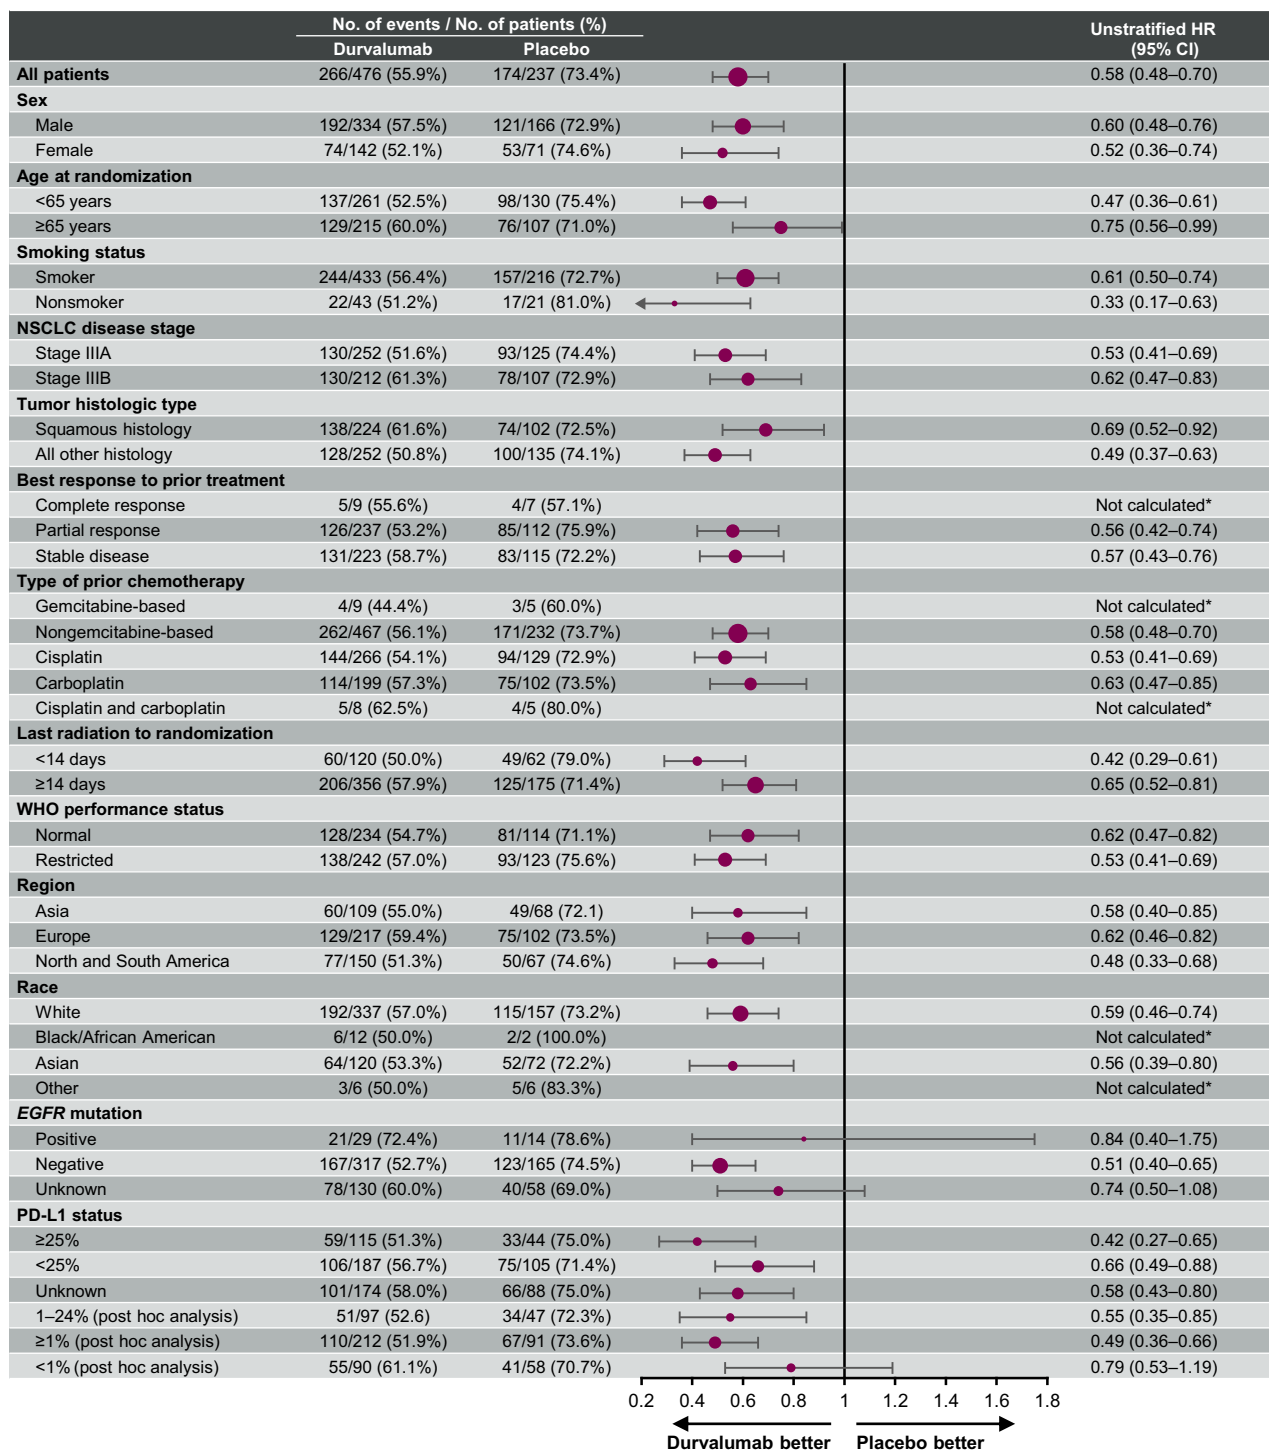 No. of events / No. of patients (%)
Unstratified HR
(95% CI)
Durvalumab Placebo
All patients 266/476 (55.9%) 174/237 (73.4%) 0.58 (0.48–0.70)
Sex
Male 192/334 (57.5%) 121/166 (72.9%) 0.60 (0.48–0.76)
Female 74/142 (52.1%) 53/71 (74.6%) 0.52 (0.36–0.74)
Age at randomization
<65 years 137/261 (52.5%) 98/130 (75.4%) 0.47 (0.36–0.61)
≥65 years 129/215 (60.0%) 76/107 (71.0%) 0.75 (0.56–0.99)
Smoking status
Smoker 244/433 (56.4%) 157/216 (72.7%) 0.61 (0.50–0.74)
Nonsmoker 22/43 (51.2%) 17/21 (81.0%) 0.33 (0.17–0.63)
NSCLC disease stage
Stage IIIA 130/252 (51.6%) 93/125 (74.4%) 0.53 (0.41–0.69)
Stage IIIB 130/212 (61.3%) 78/107 (72.9%) 0.62 (0.47–0.83)
Tumor histologic type
Squamous histology 138/224 (61.6%) 74/102 (72.5%) 0.69 (0.52–0.92)
All other histology 128/252 (50.8%) 100/135 (74.1%) 0.49 (0.37–0.63)
Best response to prior treatment
Complete response 5/9 (55.6%) 4/7 (57.1%) Not calculated*
Partial response 126/237 (53.2%) 85/112 (75.9%) 0.56 (0.42–0.74)
Stable disease 131/223 (58.7%) 83/115 (72.2%) 0.57 (0.43–0.76)
Type of prior chemotherapy
Gemcitabine-based 4/9 (44.4%) 3/5 (60.0%) Not calculated*
Nongemcitabine-based 262/467 (56.1%) 171/232 (73.7%) 0.58 (0.48–0.70)
Cisplatin 144/266 (54.1%) 94/129 (72.9%) 0.53 (0.41–0.69)
Carboplatin 114/199 (57.3%) 75/102 (73.5%) 0.63 (0.47–0.85)
Cisplatin and carboplatin 5/8 (62.5%) 4/5 (80.0%) Not calculated*
Last radiation to randomization
<14 days 60/120 (50.0%) 49/62 (79.0%) 0.42 (0.29–0.61)
≥14 days 206/356 (57.9%) 125/175 (71.4%) 0.65 (0.52–0.81)
WHO performance status
Normal 128/234 (54.7%) 81/114 (71.1%) 0.62 (0.47–0.82)
Restricted 138/242 (57.0%) 93/123 (75.6%) 0.53 (0.41–0.69)
Region
Asia 60/109 (55.0%) 49/68 (72.1) 0.58 (0.40–0.85)
Europe 129/217 (59.4%) 75/102 (73.5%) 0.62 (0.46–0.82)
North and South America 77/150 (51.3%) 50/67 (74.6%) 0.48 (0.33–0.68)
Race
White 192/337 (57.0%) 115/157 (73.2%) 0.59 (0.46–0.74)
Black/African American 6/12 (50.0%) 2/2 (100.0%) Not calculated*
Asian 64/120 (53.3%) 52/72 (72.2%) 0.56 (0.39–0.80)
Other 3/6 (50.0%) 5/6 (83.3%) Not calculated*
EGFR mutation
Positive 21/29 (72.4%) 11/14 (78.6%) 0.84 (0.40–1.75)
Negative 167/317 (52.7%) 123/165 (74.5%) 0.51 (0.40–0.65)
Unknown 78/130 (60.0%) 40/58 (69.0%) 0.74 (0.50–1.08)
PD-L1 status
≥25% 59/115 (51.3%) 33/44 (75.0%) 0.42 (0.27–0.65)
<25% 106/187 (56.7%) 75/105 (71.4%) 0.66 (0.49–0.88)
Unknown 101/174 (58.0%) 66/88 (75.0%) 0.58 (0.43–0.80)
1–24% (post hoc analysis) 51/97 (52.6) 34/47 (72.3%) 0.55 (0.35–0.85)
≥1% (post hoc analysis) 110/212 (51.9%) 67/91 (73.6%) 0.49 (0.36–0.66)
<1% (post hoc analysis) 55/90 (61.1%) 41/58 (70.7%) 0.79 (0.53–1.19)
0.2 0.4 0.6 0.8 1 1.2 1.4 1.6 1.8
Durvalumab better Placebo better